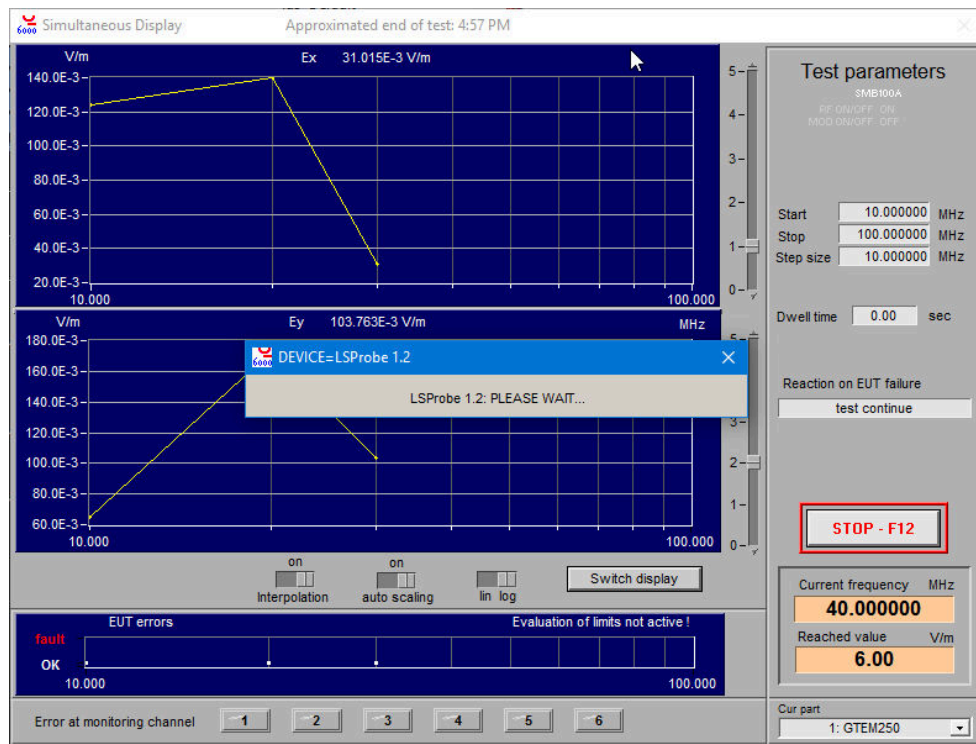 6000 Simultaneous Display Approximated end of test: 4:57 PM
V/m Ex 31.015E-3 V/m
140.0E-3
120.0E-3
100.0E-3
80.0E-3
60.0E-3
40.0E-3
20.0E-3
10.000 100.000
5
4
3
2
1
0
V/m Ey 103.763E-3 V/m MHz
180.0E-3
160.0E-3
140.0E-3
120.0E-3
100.0E-3
80.0E-3
60.0E-3
10.000 100.000
5
3
2
1
0
6000 DEVICE=LSProbe 1.2
LSProbe 1.2: PLEASE WAIT...
on on
Interpolation auto scaling lin log
Switch display
EUT errors Evaluation of limits not active !
fault
OK
10.000 100.000
Error at monitoring channel 1 2 3 4 5 6
Test parameters
SMB100A
RF ON/OFF ON
MOD ON/OFF OFF
Start 10.000000 MHz
Stop 100.000000 MHz
Step size 10.000000 MHz
Dwell time 0.00 sec
Reaction on EUT failure
test continue
STOP - F12
Current frequency MHz
40.000000
Reached value V/m
6.00
Cur part
1: GTEM250